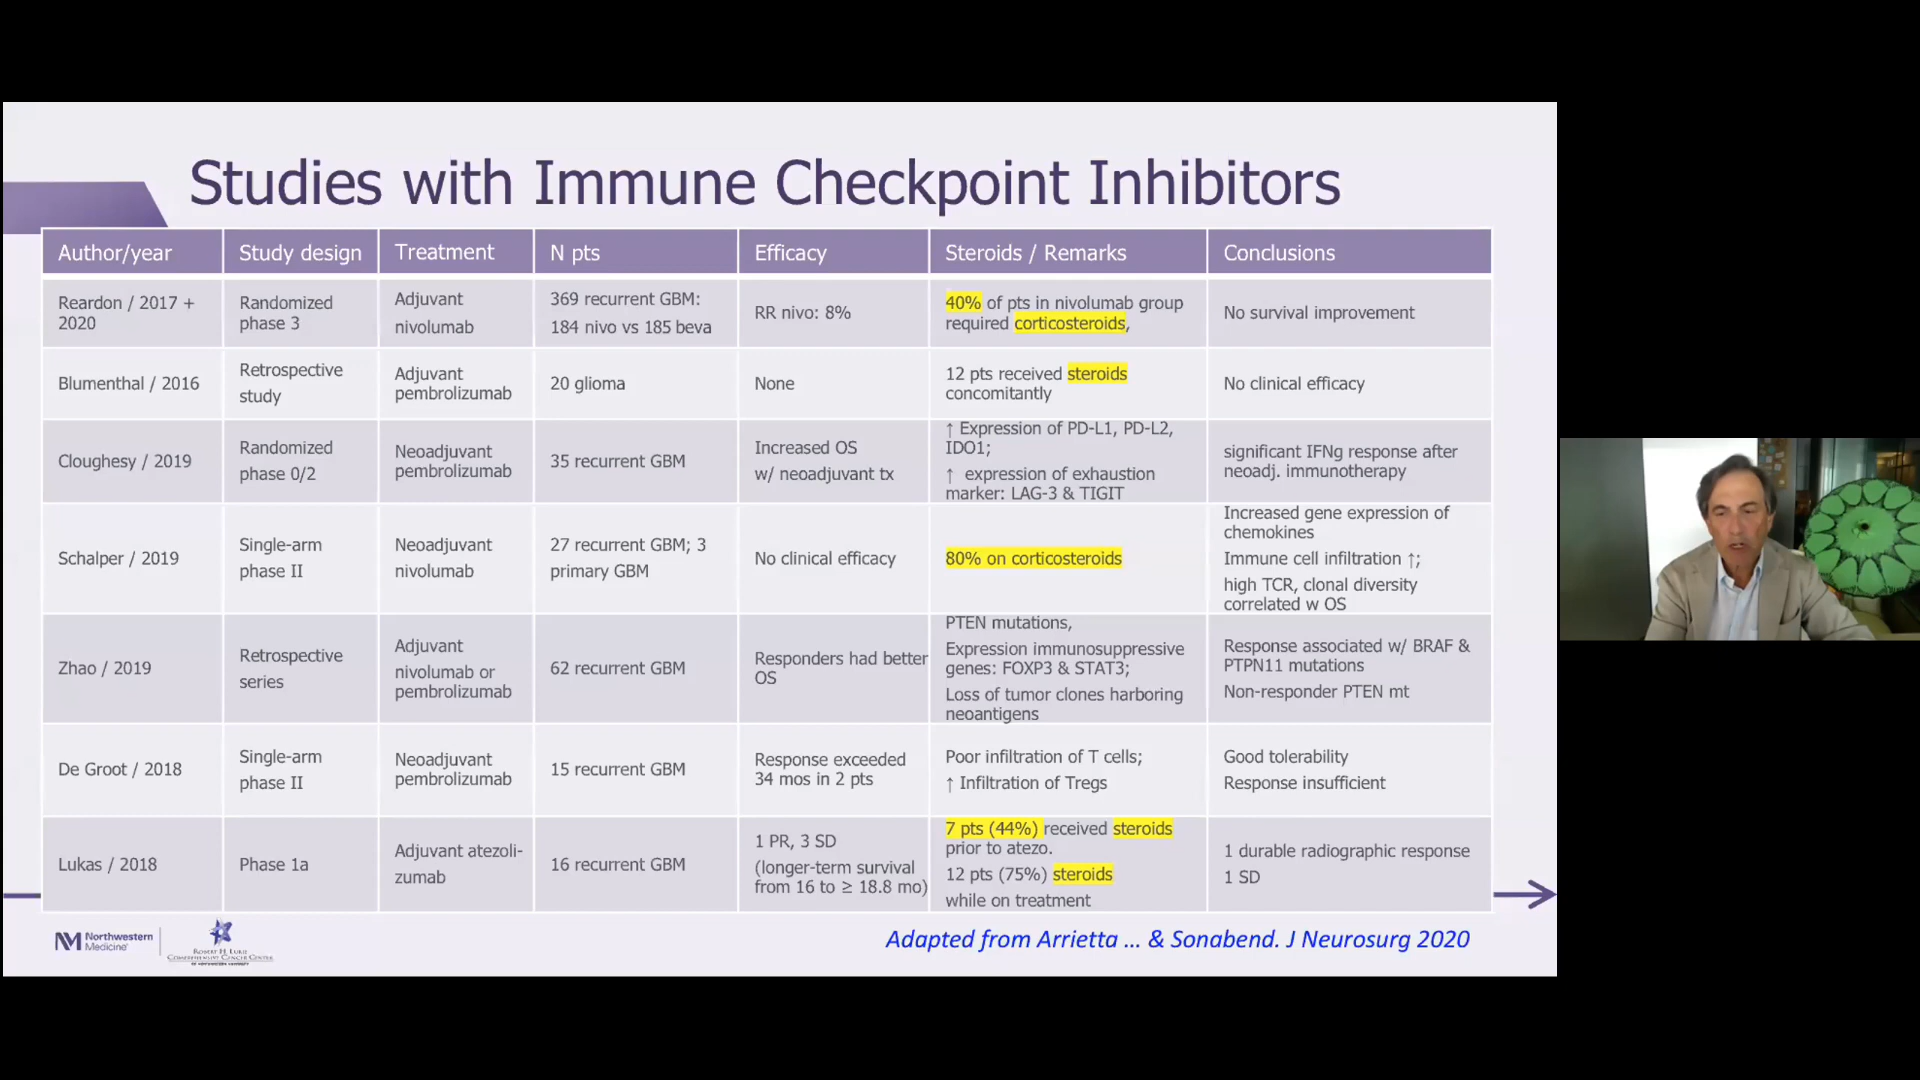 Studies with Immune Checkpoint Inhibitors
Author/year
Study design
Treatment
N pts
Efficacy
Steroids / Remarks
Conclusions
Reardon / 2017 +
2020
Randomized
phase 3
Adjuvant
nivolumab
369 recurrent GBM:
184 nivo vs 185 beva
RR nivo: 8%
40% of pts in nivolumab group
required corticosteroids,
No survival improvement
Blumenthal / 2016
Retrospective
study
Adjuvant
pembrolizumab
20 glioma
None
12 pts received steroids
concomitantly
No clinical efficacy
Cloughesy / 2019
Randomized
phase 0/2
Neoadjuvant
pembrolizumab
35 recurrent GBM
Increased OS
w/ neoadjuvant tx
↑ Expression of PD-L1, PD-L2,
IDO1;
↑ expression of exhaustion
marker: LAG-3 & TIGIT
significant IFNg response after
neoadj. immunotherapy
Schalper / 2019
Single-arm
phase II
Neoadjuvant
nivolumab
27 recurrent GBM; 3
primary GBM
No clinical efficacy
80% on corticosteroids
Increased gene expression of
chemokines
Immune cell infiltration ↑;
high TCR, clonal diversity
correlated w OS
Zhao / 2019
Retrospective
series
Adjuvant
nivolumab or
pembrolizumab
62 recurrent GBM
Responders had better
OS
PTEN mutations,
Expression immunosuppressive
genes: FOXP3 & STAT3;
Loss of tumor clones harboring
neoantigens
Response associated w/ BRAF &
PTPN11 mutations
Non-responder PTEN mt
De Groot / 2018
Single-arm
phase II
Neoadjuvant
pembrolizumab
15 recurrent GBM
Response exceeded
34 mos in 2 pts
Poor infiltration of T cells;
↑ Infiltration of Tregs
Good tolerability
Response insufficient
Lukas / 2018
Phase 1a
Adjuvant atezoli-
zumab
16 recurrent GBM
1 PR, 3 SD
(longer-term survival
from 16 to ≥ 18.8 mo)
7 pts (44%) received steroids
prior to atezo.
12 pts (75%) steroids
while on treatment
1 durable radiographic response
1 SD
NM Northwestern
Medicine
Robert H. Lurie
Comprehensive Cancer Center
of Northwestern University
Adapted from Arrietta ... & Sonabend. J Neurosurg 2020